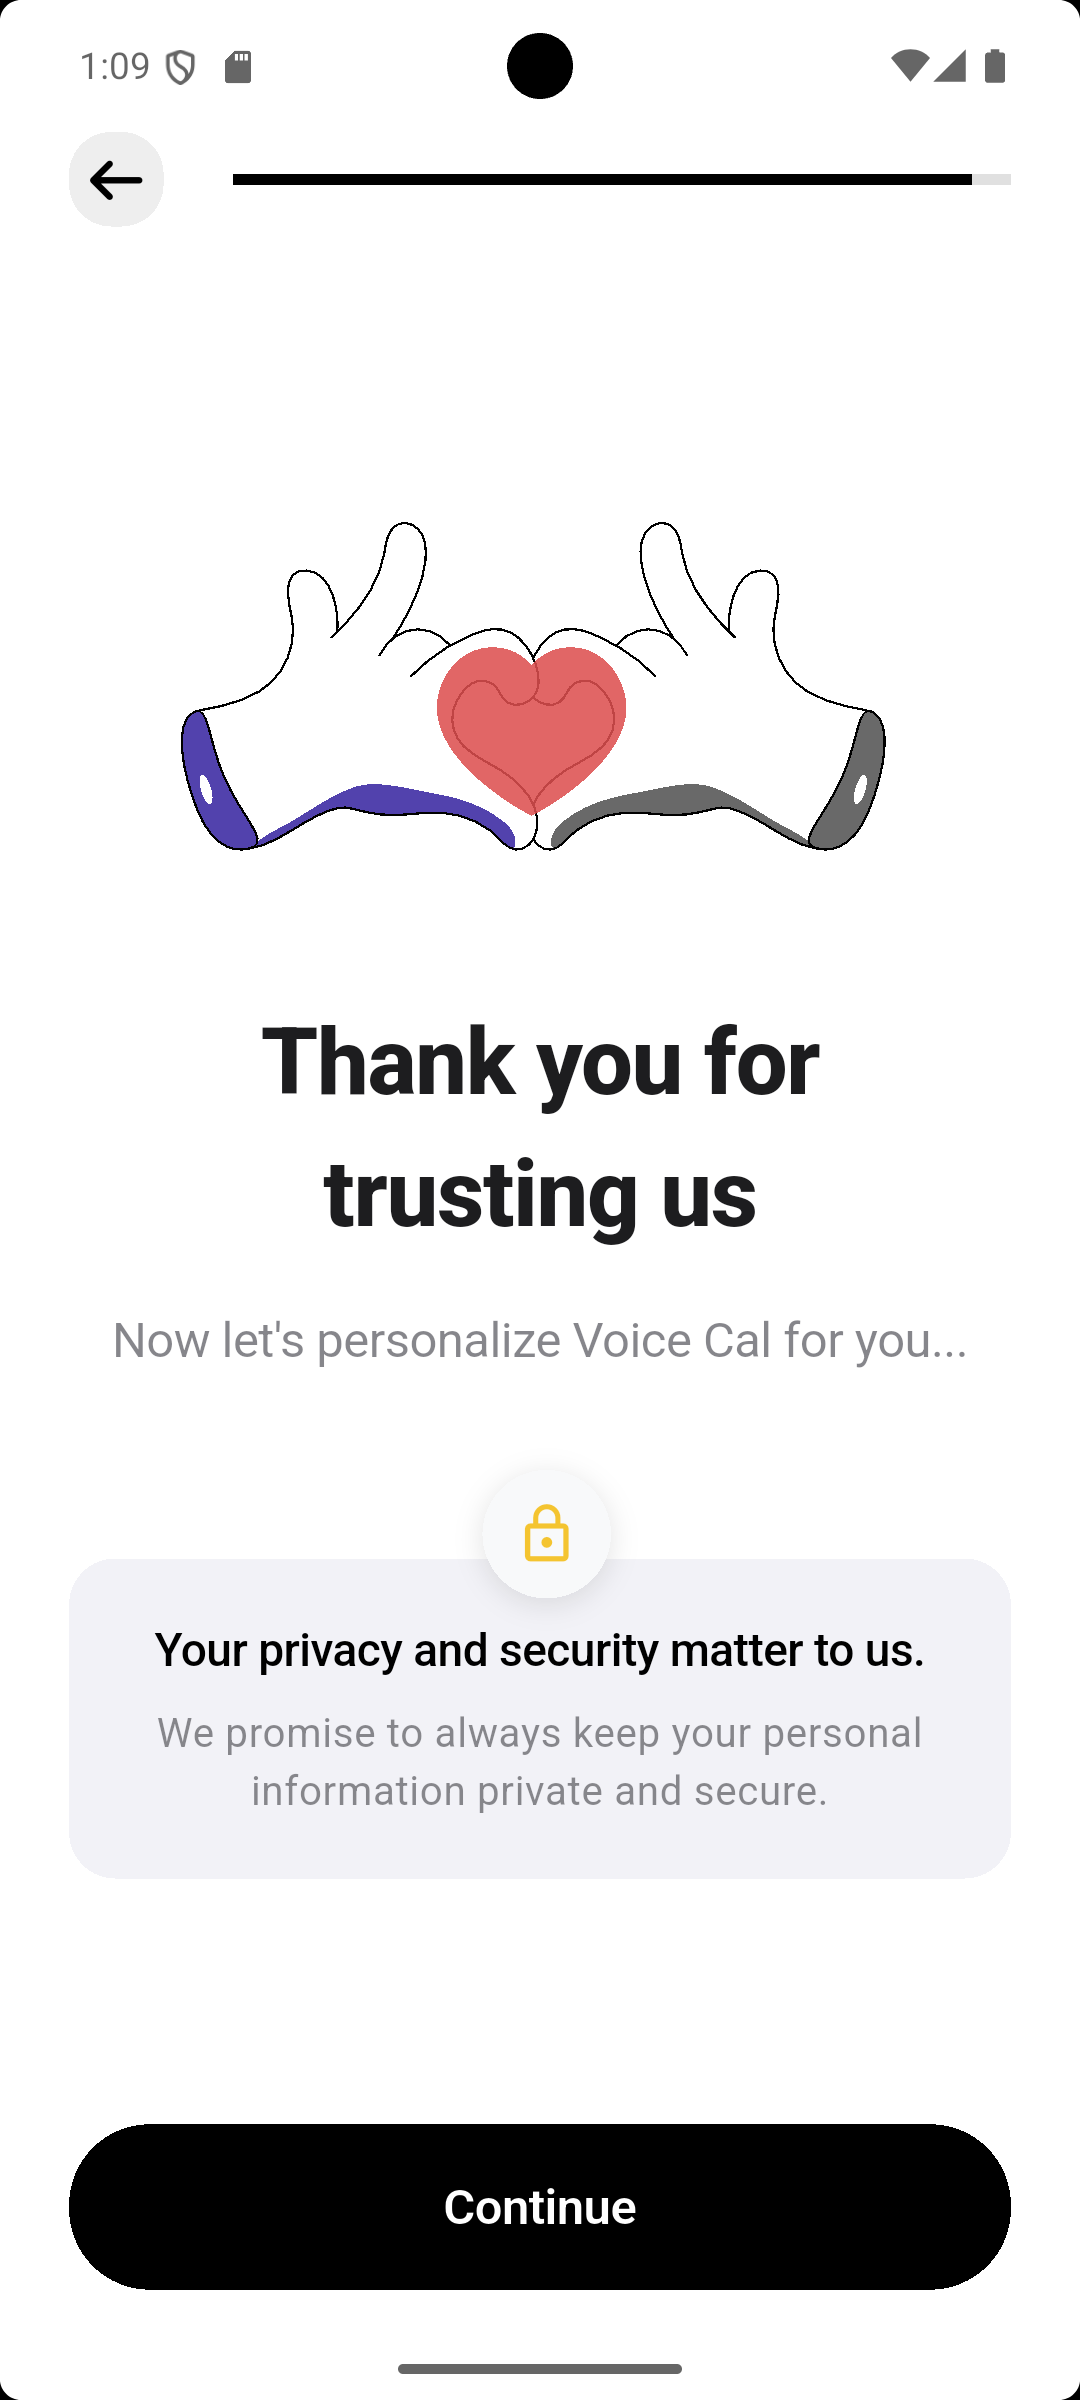 1:09
Thank you for
trusting us
Now let's personalize Voice Cal for you...
Your privacy and security matter to us.
We promise to always keep your personal
information private and secure.
Continue